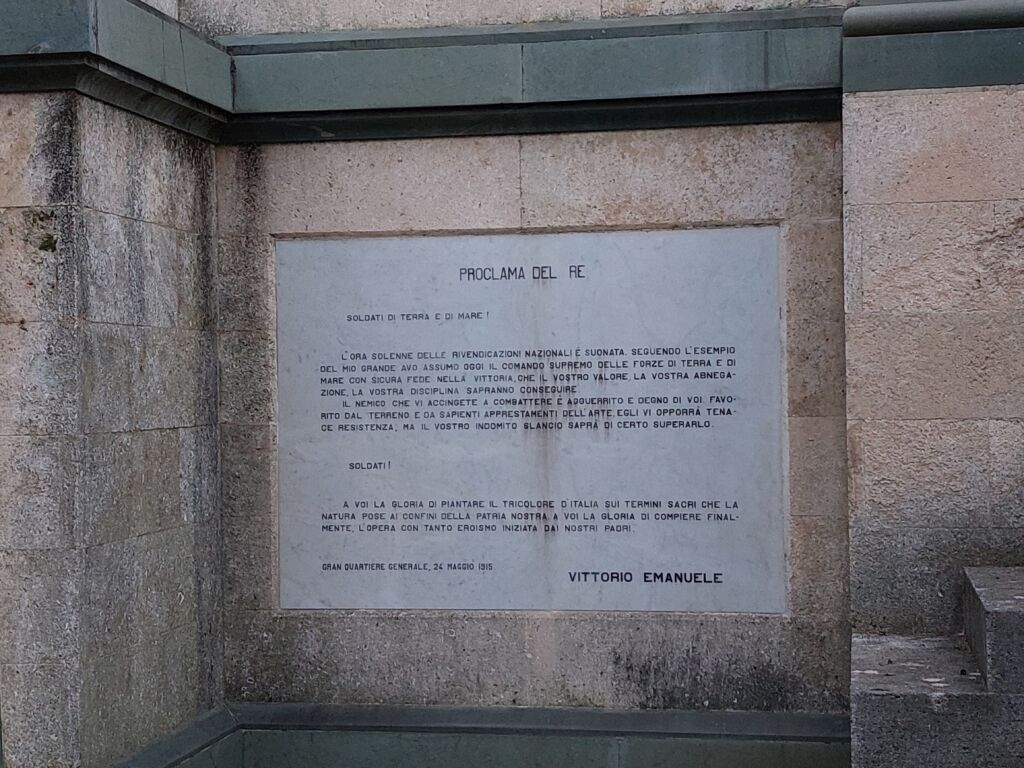 PROCLAMA DEL RE
SOLDATI DI TERRA E DI MARE!
L'ORA SOLENNE DELLE RIVENDICAZIONI NAZIONALI È SUONATA. SEGUENDO L'ESEMPIO
DEL MIO GRANDE AVO ASSUMO OGGI IL COMANDO SUPREMO DELLE FORZE DI TERRA E DI
MARE CON SICURA FEDE NELLA VITTORIA, CHE IL VOSTRO VALORE, LA VOSTRA ABNEGA-
ZIONE, LA VOSTRA DISCIPLINA SAPRANNO CONSEGUIRE.
IL NEMICO CHE VI ACCINGETE A COMBATTERE È AGGUERRITO E DEGNO DI VOI. FAVO-
RITO DAL TERRENO E DA SAPIENTI APPRESTAMENTI DELL'ARTE, EGLI VI OPPORRÀ TENA-
CE RESISTENZA, MA IL VOSTRO INDOMITO SLANCIO SAPRÀ DI CERTO SUPERARLO.
SOLDATI!
A VOI LA GLORIA DI PIANTARE IL TRICOLORE D'ITALIA SUI TERMINI SACRI CHE LA
NATURA POSE AI CONFINI DELLA PATRIA NOSTRA. A VOI LA GLORIA DI COMPIERE FINAL-
MENTE, L'OPERA CON TANTO EROISMO INIZIATA DAI NOSTRI PADRI.
GRAN QUARTIERE GENERALE, 24 MAGGIO 1915.
VITTORIO EMANUELE